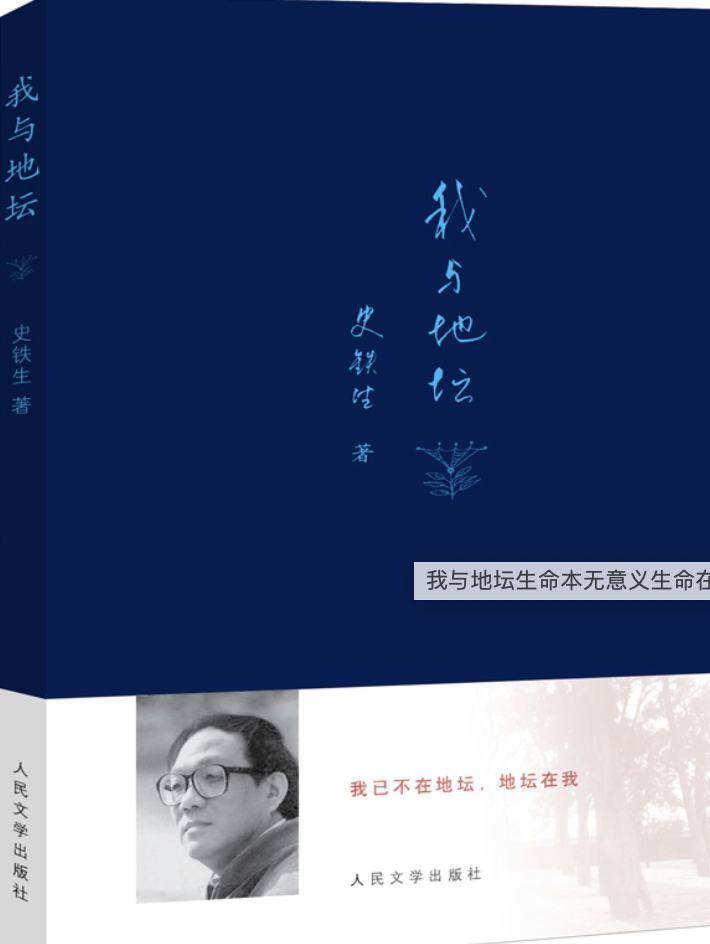 我与地坛
史铁生 著
我与地坛
史铁生 著
我与地坛生命本无意义生命在
我已不在地坛，地坛在我
人民文学出版社
人民文学出版社